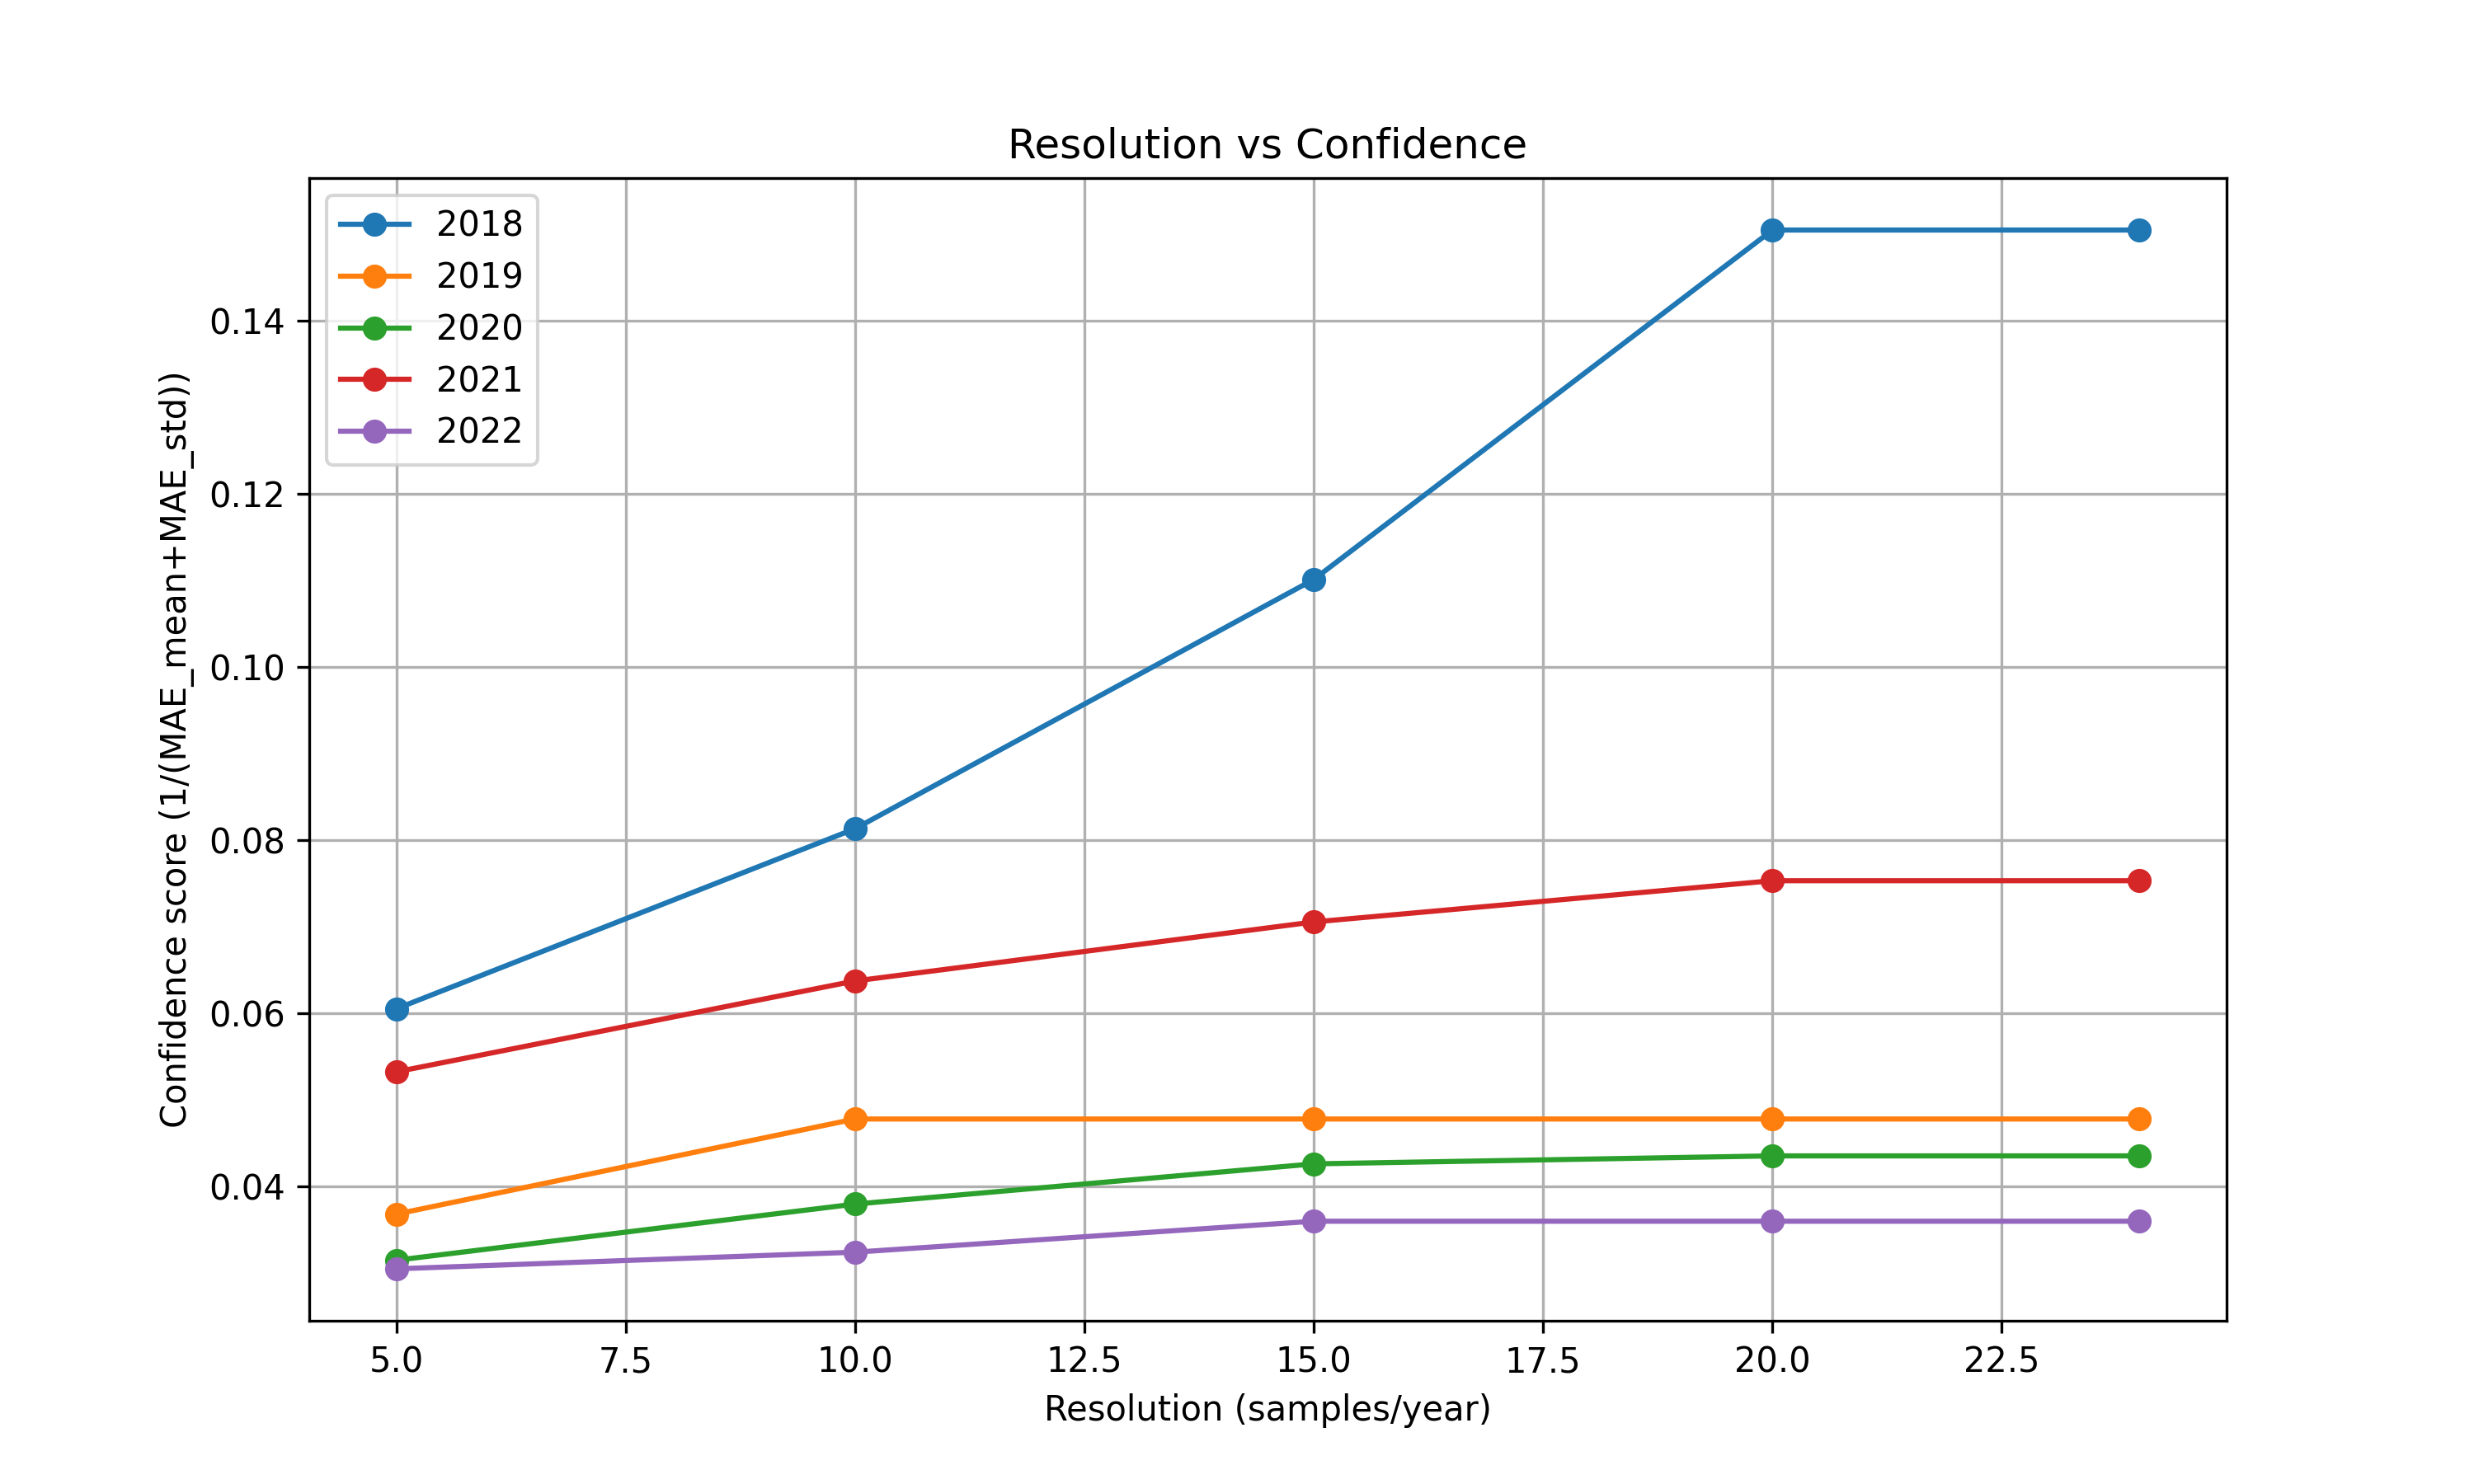 Resolution vs Confidence
2018
2019
2020
2021
2022
0.14
0.12
0.10
0.08
0.06
0.04
Confidence score (1/(MAE_mean+MAE_std))
5.0 7.5 10.0 12.5 15.0 17.5 20.0 22.5
Resolution (samples/year)